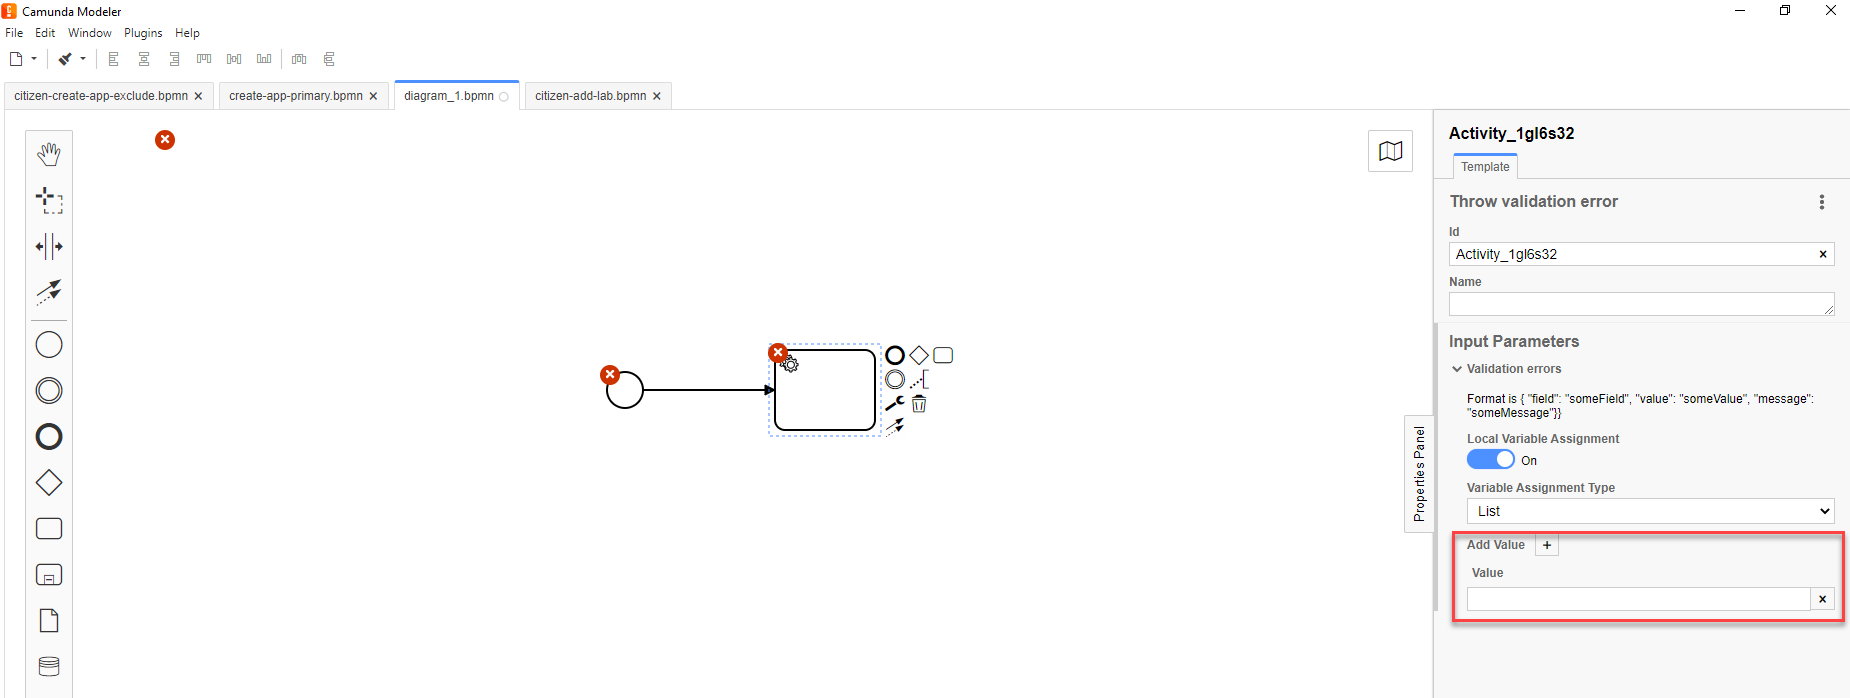 Camunda Modeler
File Edit Window Plugins Help
citizen-create-app-exclude.bpmn
create-app-primary.bpmn
diagram_1.bpmn
citizen-add-lab.bpmn
Properties Panel
Activity_1gl6s32
Template
Throw validation error
Id
Activity_1gl6s32
Name
Input Parameters
Validation errors
Format is { "field": "someField", "value": "someValue", "message":
"someMessage"}}
Local Variable Assignment
On
Variable Assignment Type
List
Add Value +
Value